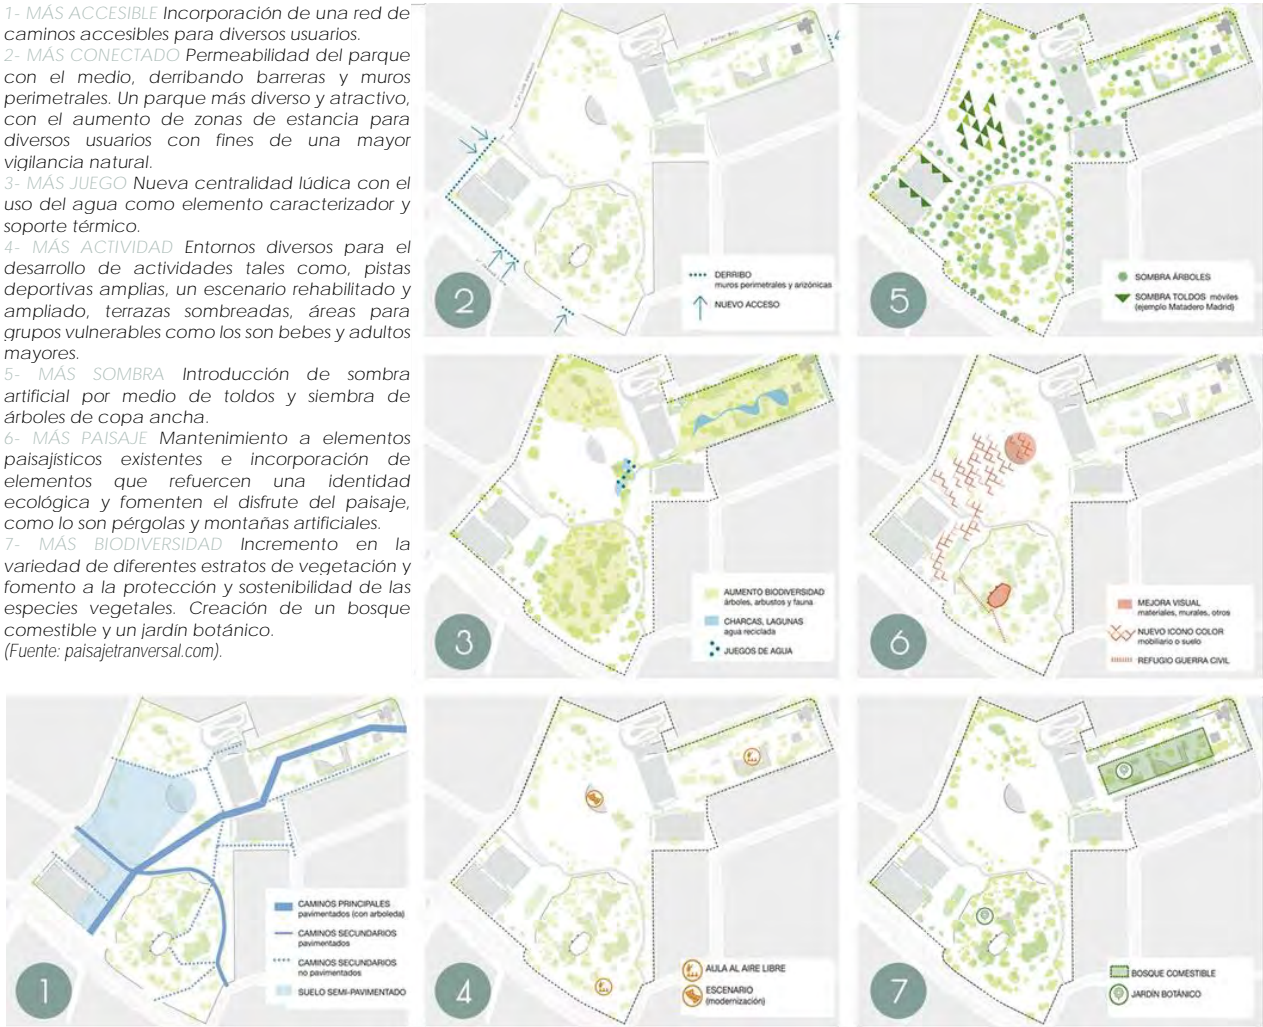 1- MÁS ACCESIBLE Incorporación de una red de
caminos accesibles para diversos usuarios.
2- MÁS CONECTADO Permeabilidad del parque
con el medio, derribando barreras y muros
perimetrales. Un parque más diverso y atractivo,
con el aumento de zonas de estancia para
diversos usuarios con fines de una mayor
vigilancia natural.
3- MÁS JUEGO Nueva centralidad lúdica con el
uso del agua como elemento caracterizador y
soporte térmico.
4- MÁS ACTIVIDAD Entornos diversos para el
desarrollo de actividades tales como, pistas
deportivas amplias, un escenario rehabilitado y
ampliado, terrazas sombreadas, áreas para
grupos vulnerables como los son bebes y adultos
mayores.
5- MÁS SOMBRA Introducción de sombra
artificial por medio de toldos y siembra de
árboles de copa ancha.
6- MÁS PAISAJE Mantenimiento a elementos
paisajísticos existentes e incorporación de
elementos que refuercen una identidad
ecológica y fomenten el disfrute del paisaje,
como lo son pérgolas y montañas artificiales.
7- MÁS BIODIVERSIDAD Incremento en la
variedad de diferentes estratos de vegetación y
fomento a la protección y sostenibilidad de las
especies vegetales. Creación de un bosque
comestible y un jardín botánico.
(Fuente: paisajetranversal.com).
2
DERRIBO
muros perimetrales y arizónicas
NUEVO ACCESO
5
SOMBRA ÁRBOLES
SOMBRA TOLDOS móviles
(ejemplo Matadero Madrid)
3
AUMENTO BIODIVERSIDAD
árboles, arbustos y fauna
CHARCAS, LAGUNAS
agua reciclada
JUEGOS DE AGUA
6
MEJORA VISUAL
materiales, murales, otros
NUEVO ICONO COLOR
mobiliario o suelo
REFUGIO GUERRA CIVIL
1
CAMINOS PRINCIPALES
pavimentados (con arboleda)
CAMINOS SECUNDARIOS
pavimentados
CAMINOS SECUNDARIOS
no pavimentados
SUELO SEMI-PAVIMENTADO
4
AULA AL AIRE LIBRE
ESCENARIO
(modernización)
7
BOSQUE COMESTIBLE
JARDÍN BOTÁNICO